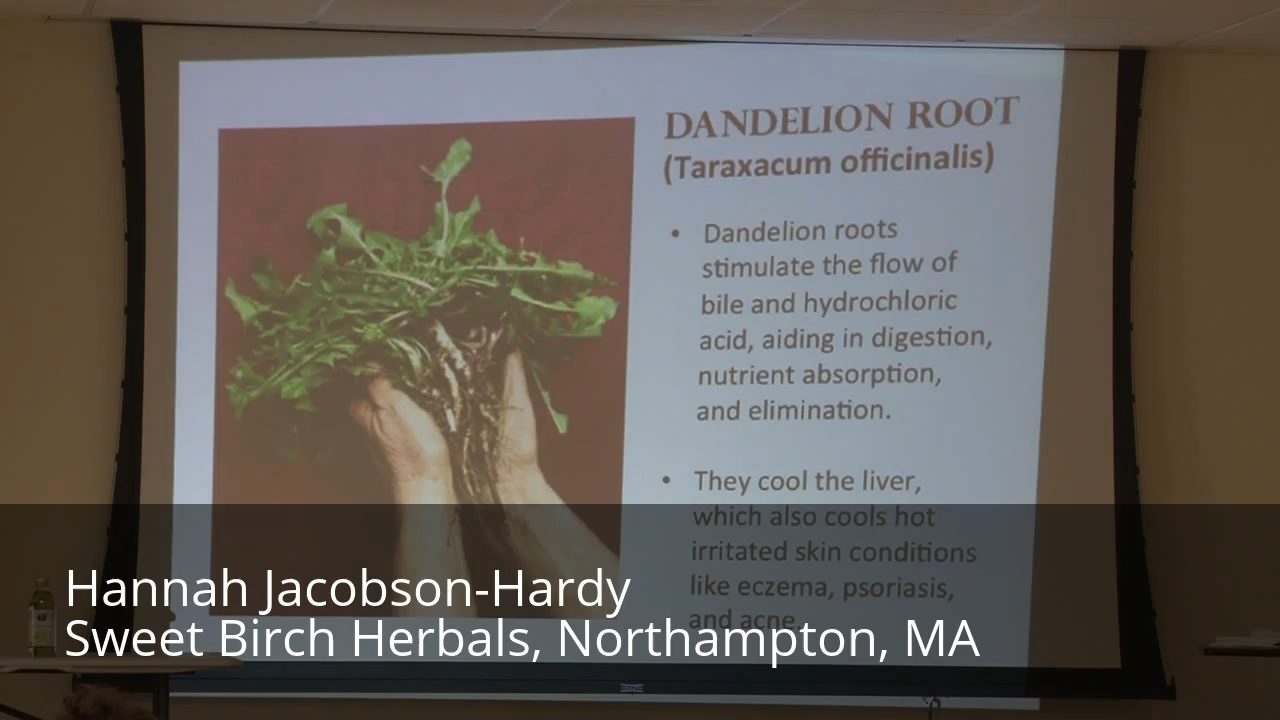 DANDELION ROOT
(Taraxacum officinalis)
• Dandelion roots
stimulate the flow of
bile and hydrochloric
acid, aiding in digestion,
nutrient absorption,
and elimination.
• They cool the liver,
which also cools hot
irritated skin conditions
like eczema, psoriasis,
and acne.
Hannah Jacobson-Hardy
Sweet Birch Herbals, Northampton, MA